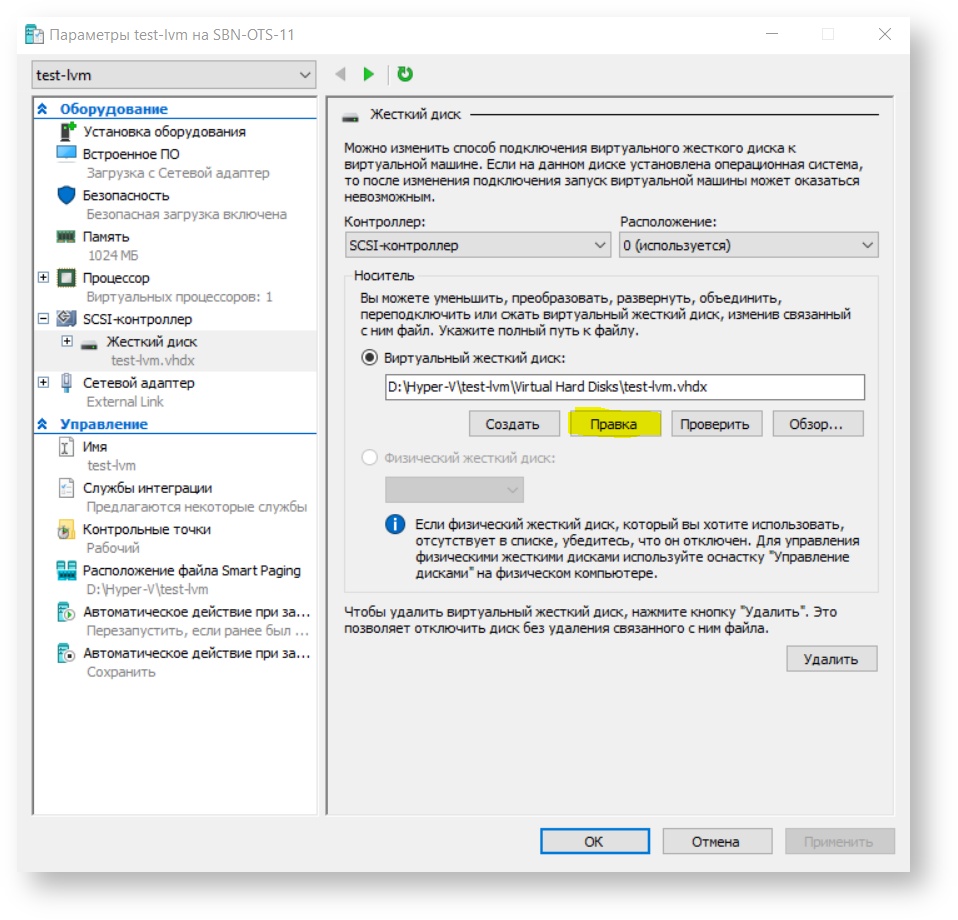 Параметры test-lvm на SBN-OTS-11
test-lvm
Оборудование
Установка оборудования
Встроенное ПО
Загрузка с Сетевой адаптер
Безопасность
Безопасная загрузка включена
Память
1024 МБ
Процессор
Виртуальных процессоров: 1
SCSI-контроллер
Жесткий диск
test-lvm.vhdx
Сетевой адаптер
External Link
Управление
Имя
test-lvm
Службы интеграции
Предлагаются некоторые службы
Контрольные точки
Рабочий
Расположение файла Smart Paging
D:\Hyper-V\test-lvm
Автоматическое действие при за...
Перезапустить, если ранее был ...
Автоматическое действие при за...
Сохранить
Жесткий диск
Можно изменить способ подключения виртуального жесткого диска к
виртуальной машине. Если на данном диске установлена операционная система,
то после изменения подключения запуск виртуальной машины может оказаться
невозможным.
Контроллер:
Расположение:
SCSI-контроллер
0 (используется)
Носитель
Вы можете уменьшить, преобразовать, развернуть, объединить,
переподключить или сжать виртуальный жесткий диск, изменив связанный
с ним файл. Укажите полный путь к файлу.
Виртуальный жесткий диск:
D:\Hyper-V\test-lvm\Virtual Hard Disks\test-lvm.vhdx
Создать
Правка
Проверить
Обзор...
Физический жесткий диск:
Если физический жесткий диск, который вы хотите использовать,
отсутствует в списке, убедитесь, что он отключен. Для управления
физическими жесткими дисками используйте оснастку "Управление
дисками" на физическом компьютере.
Чтобы удалить виртуальный жесткий диск, нажмите кнопку "Удалить". Это
позволяет отключить диск без удаления связанного с ним файла.
Удалить
ОК
Отмена
Применить